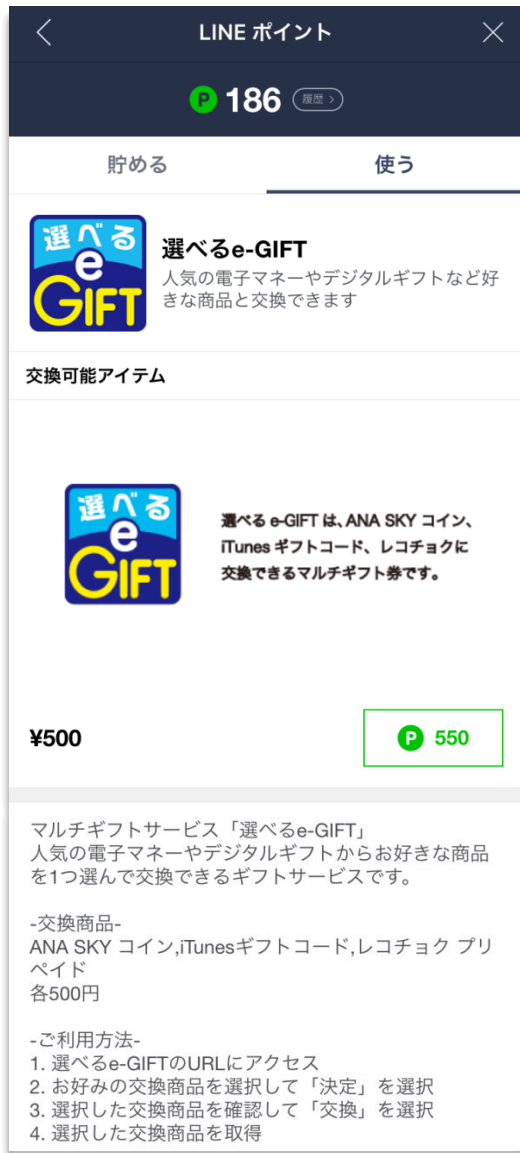 LINE ポイント
P 186 履歴 >
貯める 使う
選べる
e
GIFT
選べるe-GIFT
人気の電子マネーやデジタルギフトなど好
きな商品と交換できます
交換可能アイテム
選べる
e
GIFT
選べる e-GIFT は、ANA SKY コイン、
iTunes ギフトコード、レコチョクに
交換できるマルチギフト券です。
¥500 P 550
マルチギフトサービス「選べるe-GIFT」
人気の電子マネーやデジタルギフトからお好きな商品
を1つ選んで交換できるギフトサービスです。
-交換商品-
ANA SKY コイン,iTunesギフトコード,レコチョク プリ
ペイド
各500円
-ご利用方法-
1. 選べるe-GIFTのURLにアクセス
2. お好みの交換商品を選択して「決定」を選択
3. 選択した交換商品を確認して「交換」を選択
4. 選択した交換商品を取得